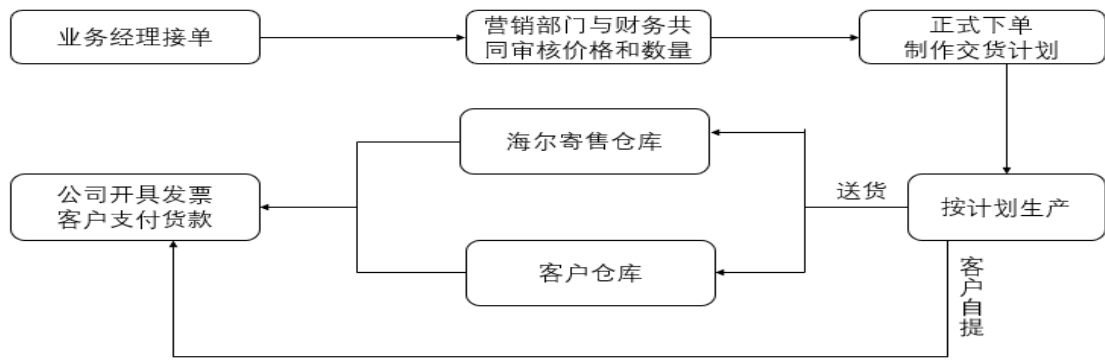 业务经理接单
营销部门与财务共
同审核价格和数量
正式下单
制作交货计划
海尔寄售仓库
公司开具发票
客户支付货款
送货
按计划生产
客户仓库
客户自提